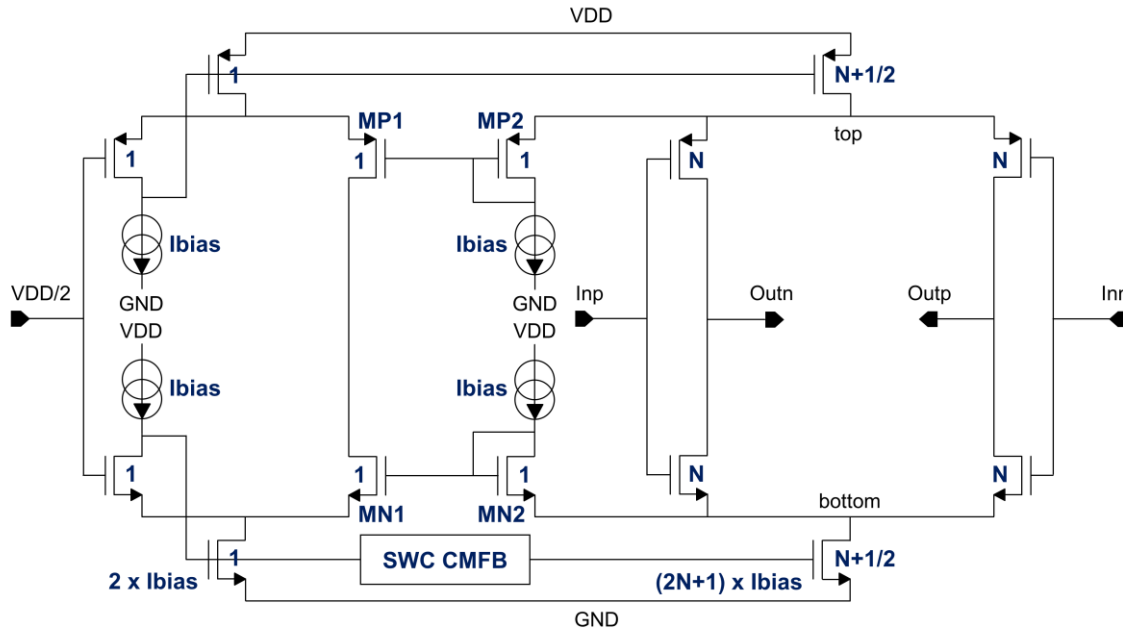 VDD
1
N+1/2
MP1
MP2
top
1
1
1
N
N
Ibias
Ibias
VDD/2
GND
GND
Inp
Outn
Outp
Inn
VDD
VDD
Ibias
Ibias
1
1
1
N
N
MN1
MN2
bottom
1
SWC CMFB
N+1/2
2 x Ibias
(2N+1) x Ibias
GND